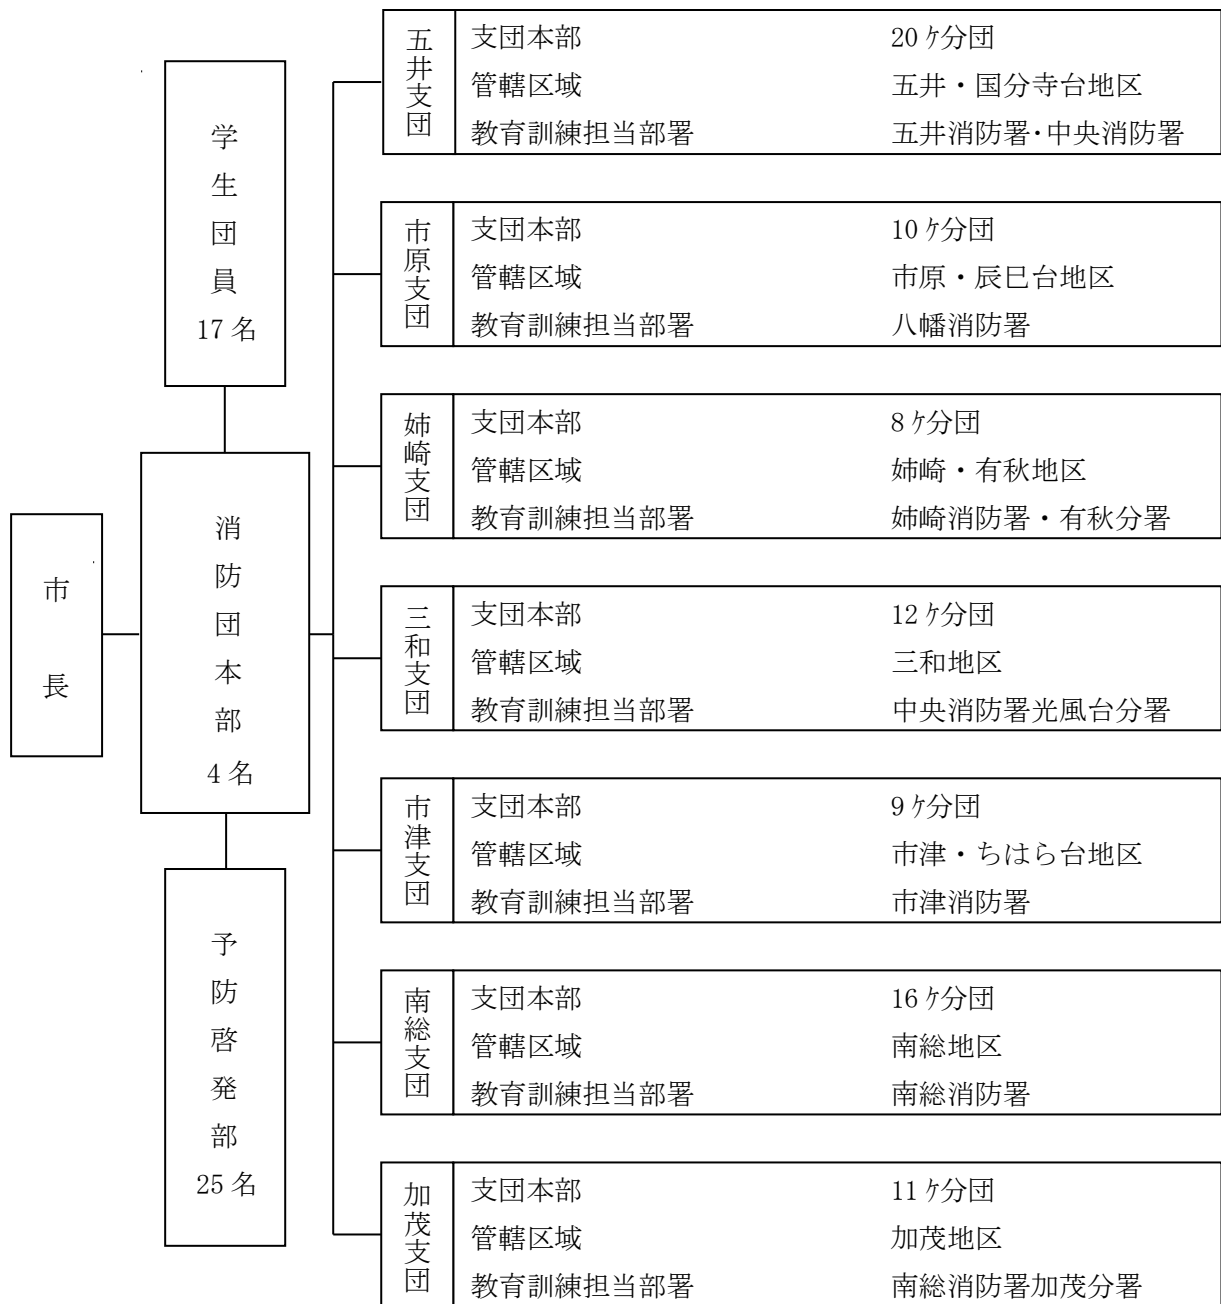 市長
学生団員
17名
消防団本部
4名
予防啓発部
25名
五井支団
支団本部 20ヶ分団
管轄区域 五井・国分寺台地区
教育訓練担当部署 五井消防署・中央消防署
市原支団
支団本部 10ヶ分団
管轄区域 市原・辰巳台地区
教育訓練担当部署 八幡消防署
姉崎支団
支団本部 8ヶ分団
管轄区域 姉崎・有秋地区
教育訓練担当部署 姉崎消防署・有秋分署
三和支団
支団本部 12ヶ分団
管轄区域 三和地区
教育訓練担当部署 中央消防署光風台分署
市津支団
支団本部 9ヶ分団
管轄区域 市津・ちはら台地区
教育訓練担当部署 市津消防署
南総支団
支団本部 16ヶ分団
管轄区域 南総地区
教育訓練担当部署 南総消防署
加茂支団
支団本部 11ヶ分団
管轄区域 加茂地区
教育訓練担当部署 南総消防署加茂分署